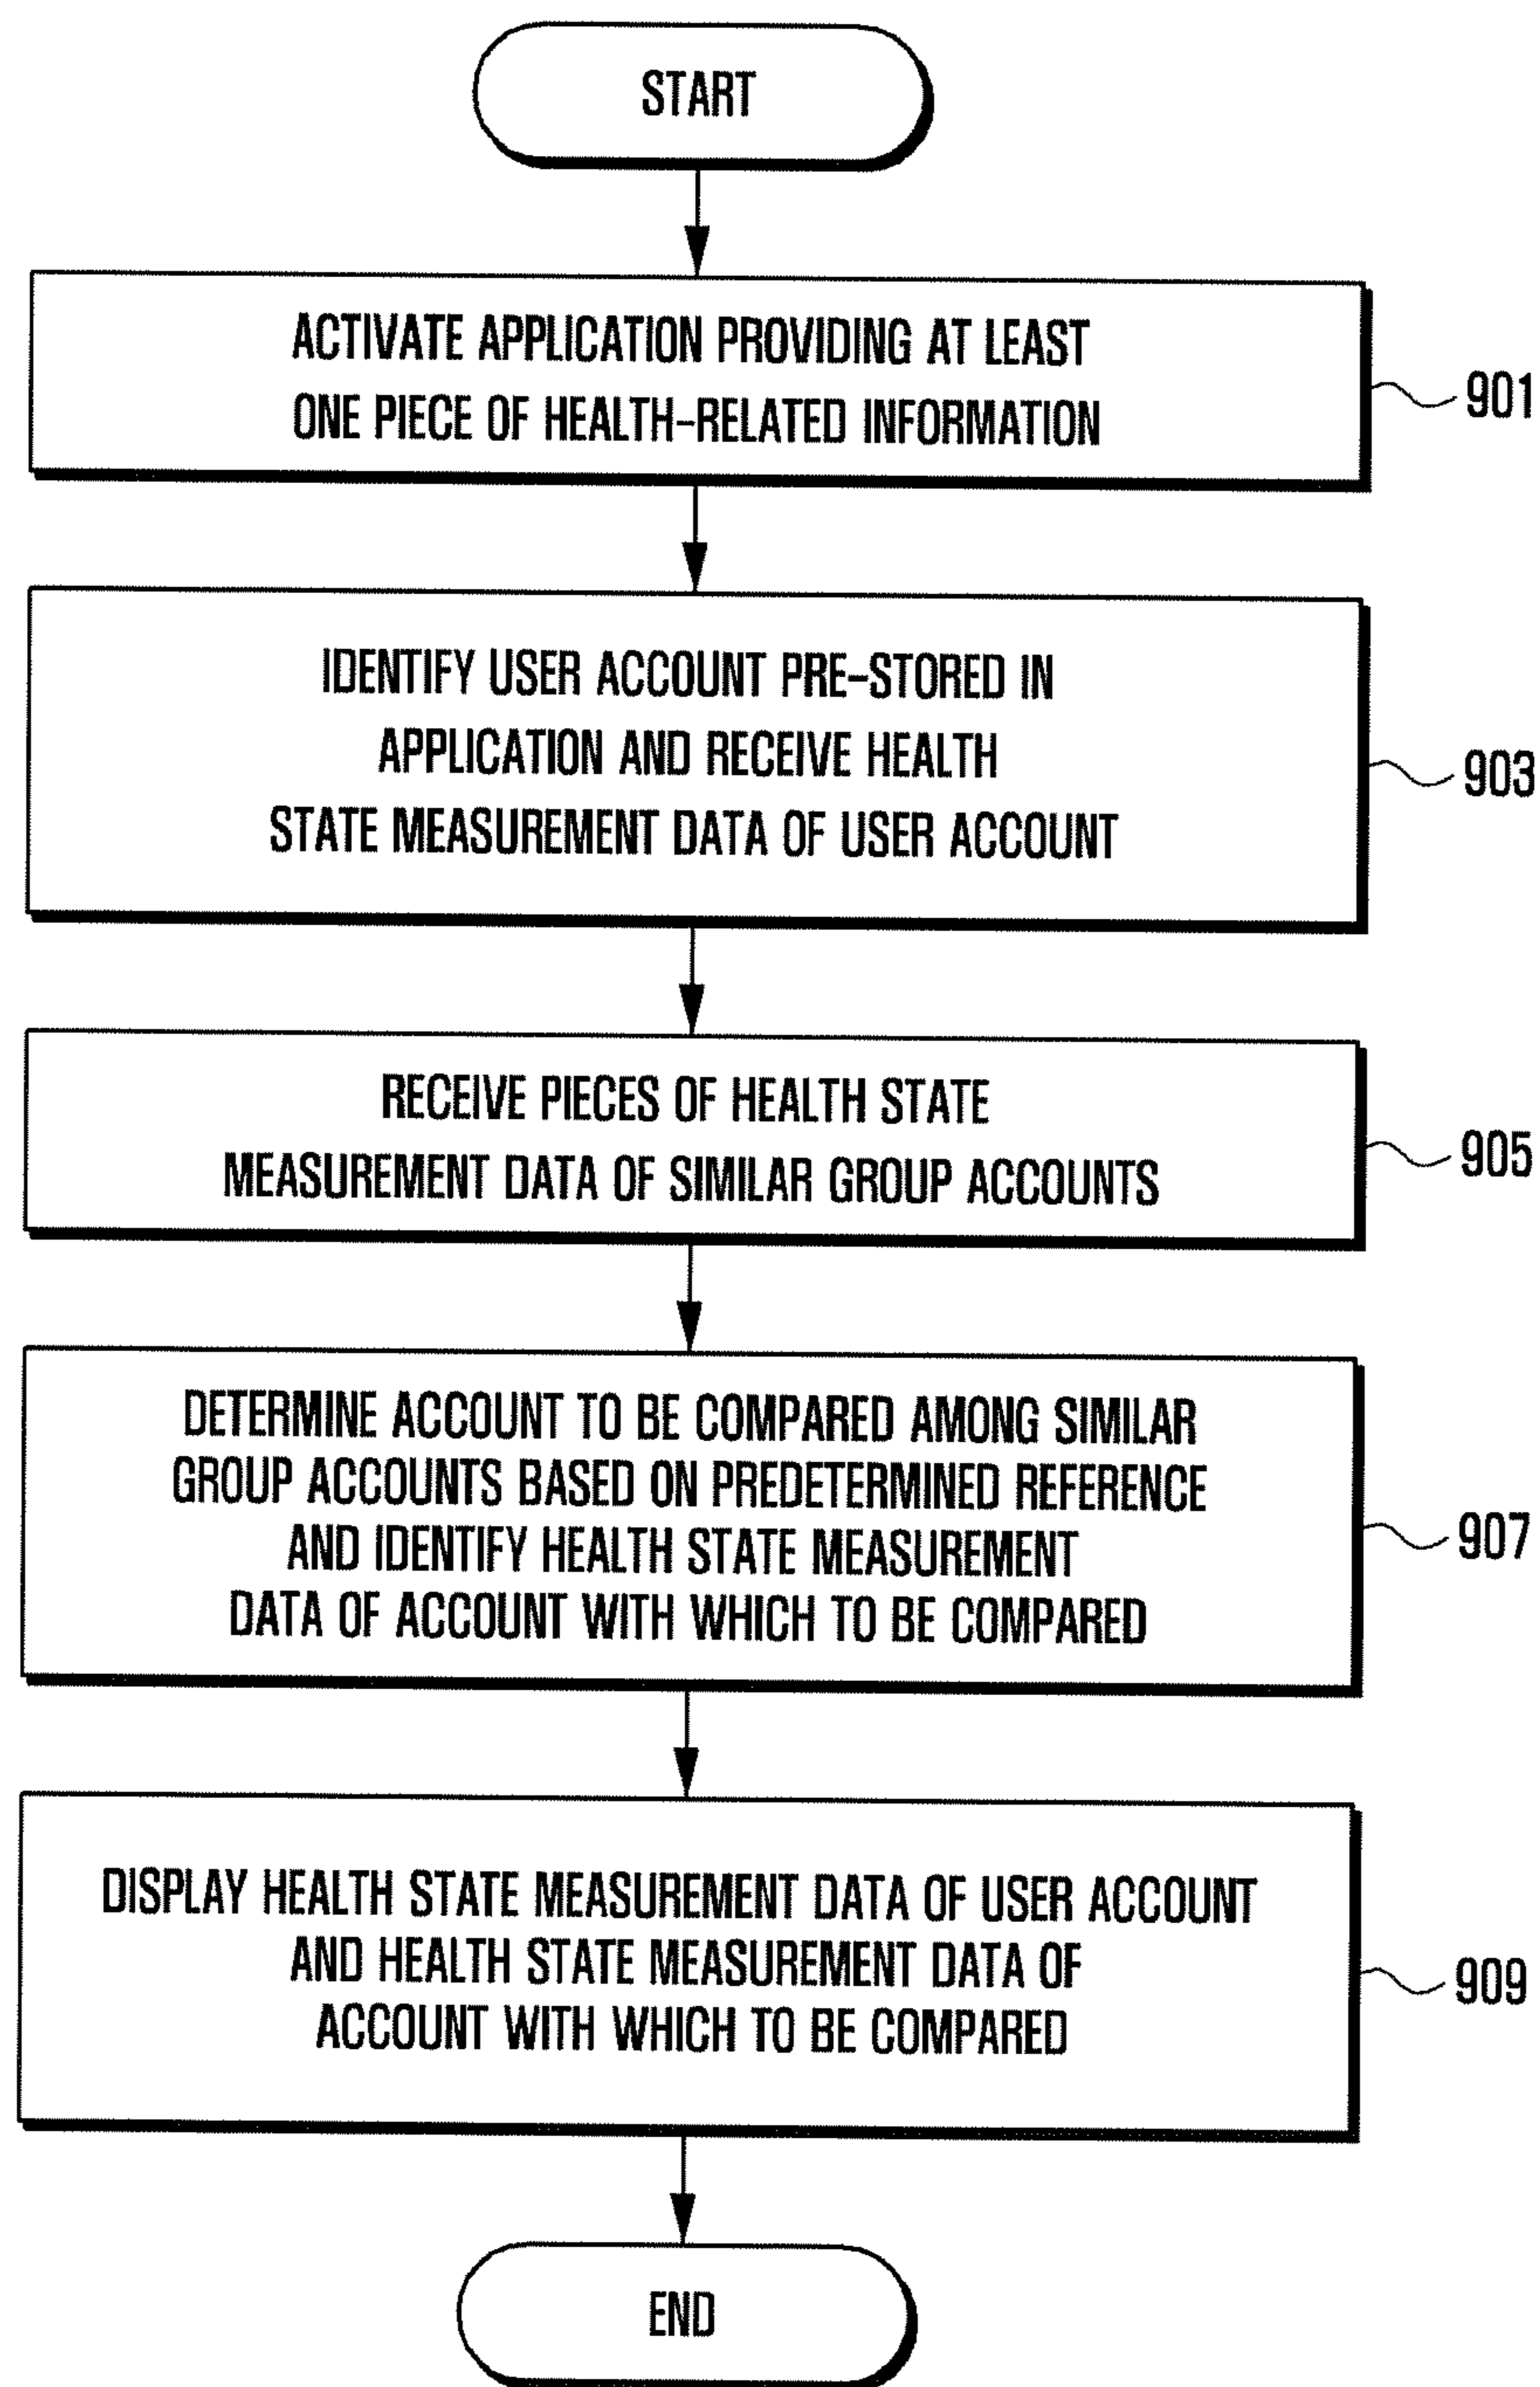 START
ACTIVATE APPLICATION PROVIDING AT LEAST
ONE PIECE OF HEALTH-RELATED INFORMATION
901
IDENTIFY USER ACCOUNT PRE-STORED IN
APPLICATION AND RECEIVE HEALTH
STATE MEASUREMENT DATA OF USER ACCOUNT
903
RECEIVE PIECES OF HEALTH STATE
MEASUREMENT DATA OF SIMILAR GROUP ACCOUNTS
905
DETERMINE ACCOUNT TO BE COMPARED AMONG SIMILAR
GROUP ACCOUNTS BASED ON PREDETERMINED REFERENCE
AND IDENTIFY HEALTH STATE MEASUREMENT
DATA OF ACCOUNT WITH WHICH TO BE COMPARED
907
DISPLAY HEALTH STATE MEASUREMENT DATA OF USER ACCOUNT
AND HEALTH STATE MEASUREMENT DATA OF
ACCOUNT WITH WHICH TO BE COMPARED
909
END